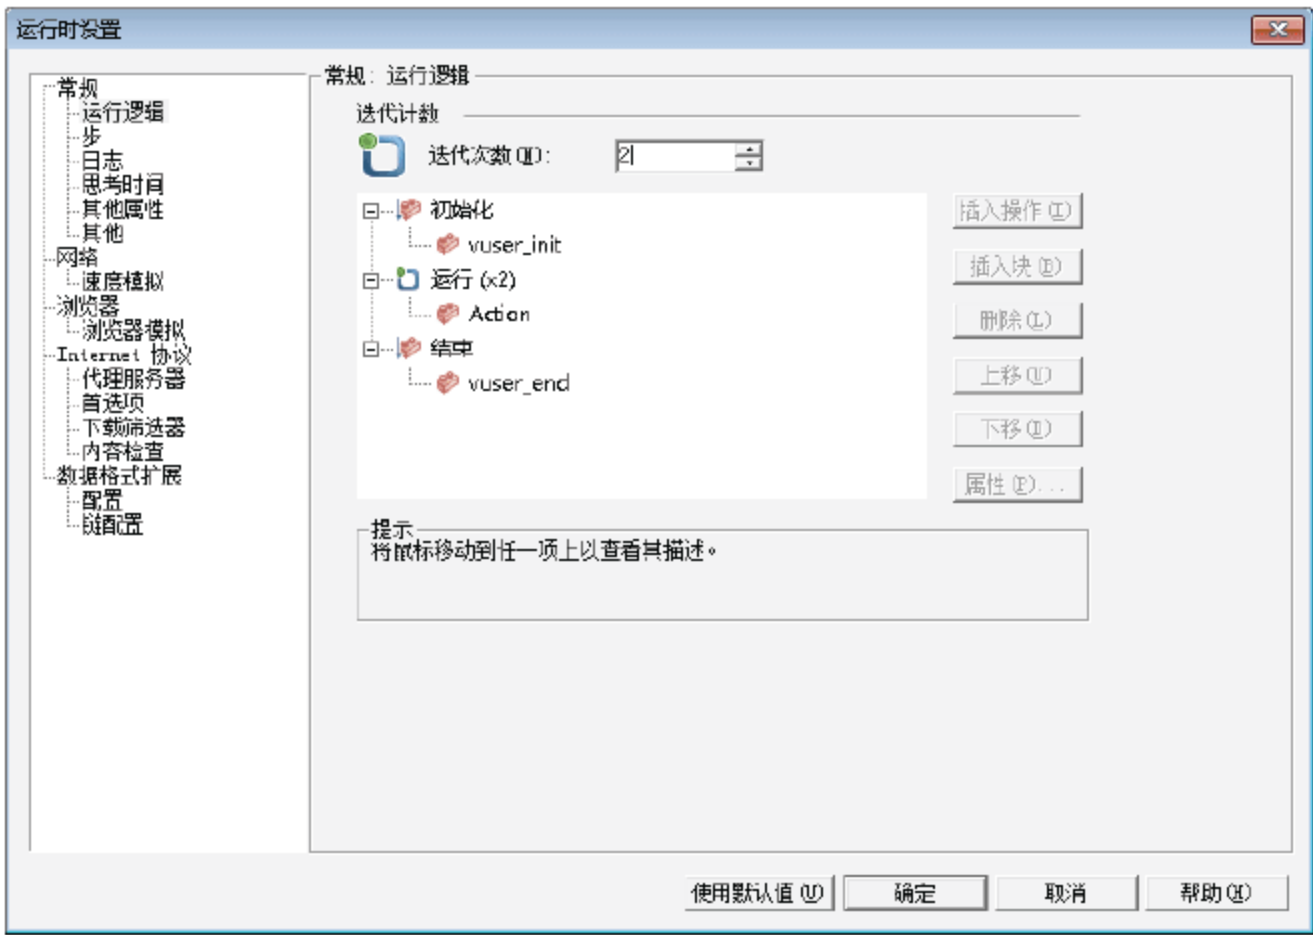 运行时设置
常规
运行逻辑
步
日志
思考时间
其他属性
其他
网络
速度模拟
浏览器
浏览器模拟
Internet 协议
代理服务器
首选项
下载筛选器
内容检查
数据格式扩展
配置
链配置
常规: 运行逻辑
迭代计数
迭代次数(N):
2
初始化
vuser_init
运行 (x2)
Action
结束
vuser_end
插入操作(I)
插入块(B)
删除(L)
上移(U)
下移(D)
属性(P)...
提示
将鼠标移动到任一项上以查看其描述。
使用默认值(U)
确定
取消
帮助(H)